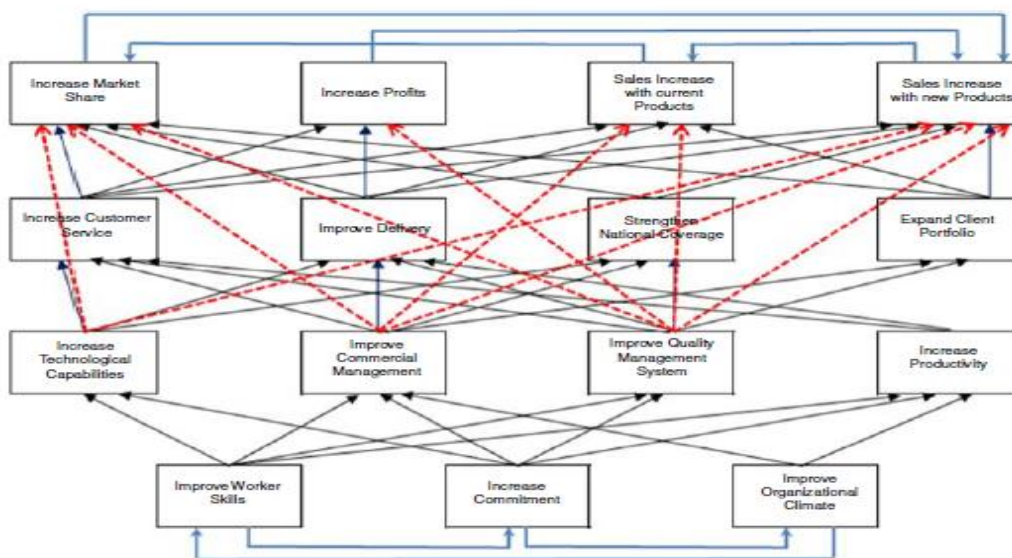 Increase Market
Share
Increase Profits
Sales Increase
with current
Products
Sales Increase
with new Products
Increase Customer
Service
Improve Delivery
Strengthen
National Coverage
Expand Client
Portfolio
Increase
Technological
Capabilities
Improve
Commercial
Management
Improve Quality
Management
System
Increase
Productivity
Improve Worker
Skills
Increase
Commitment
Improve
Organizational
Climate